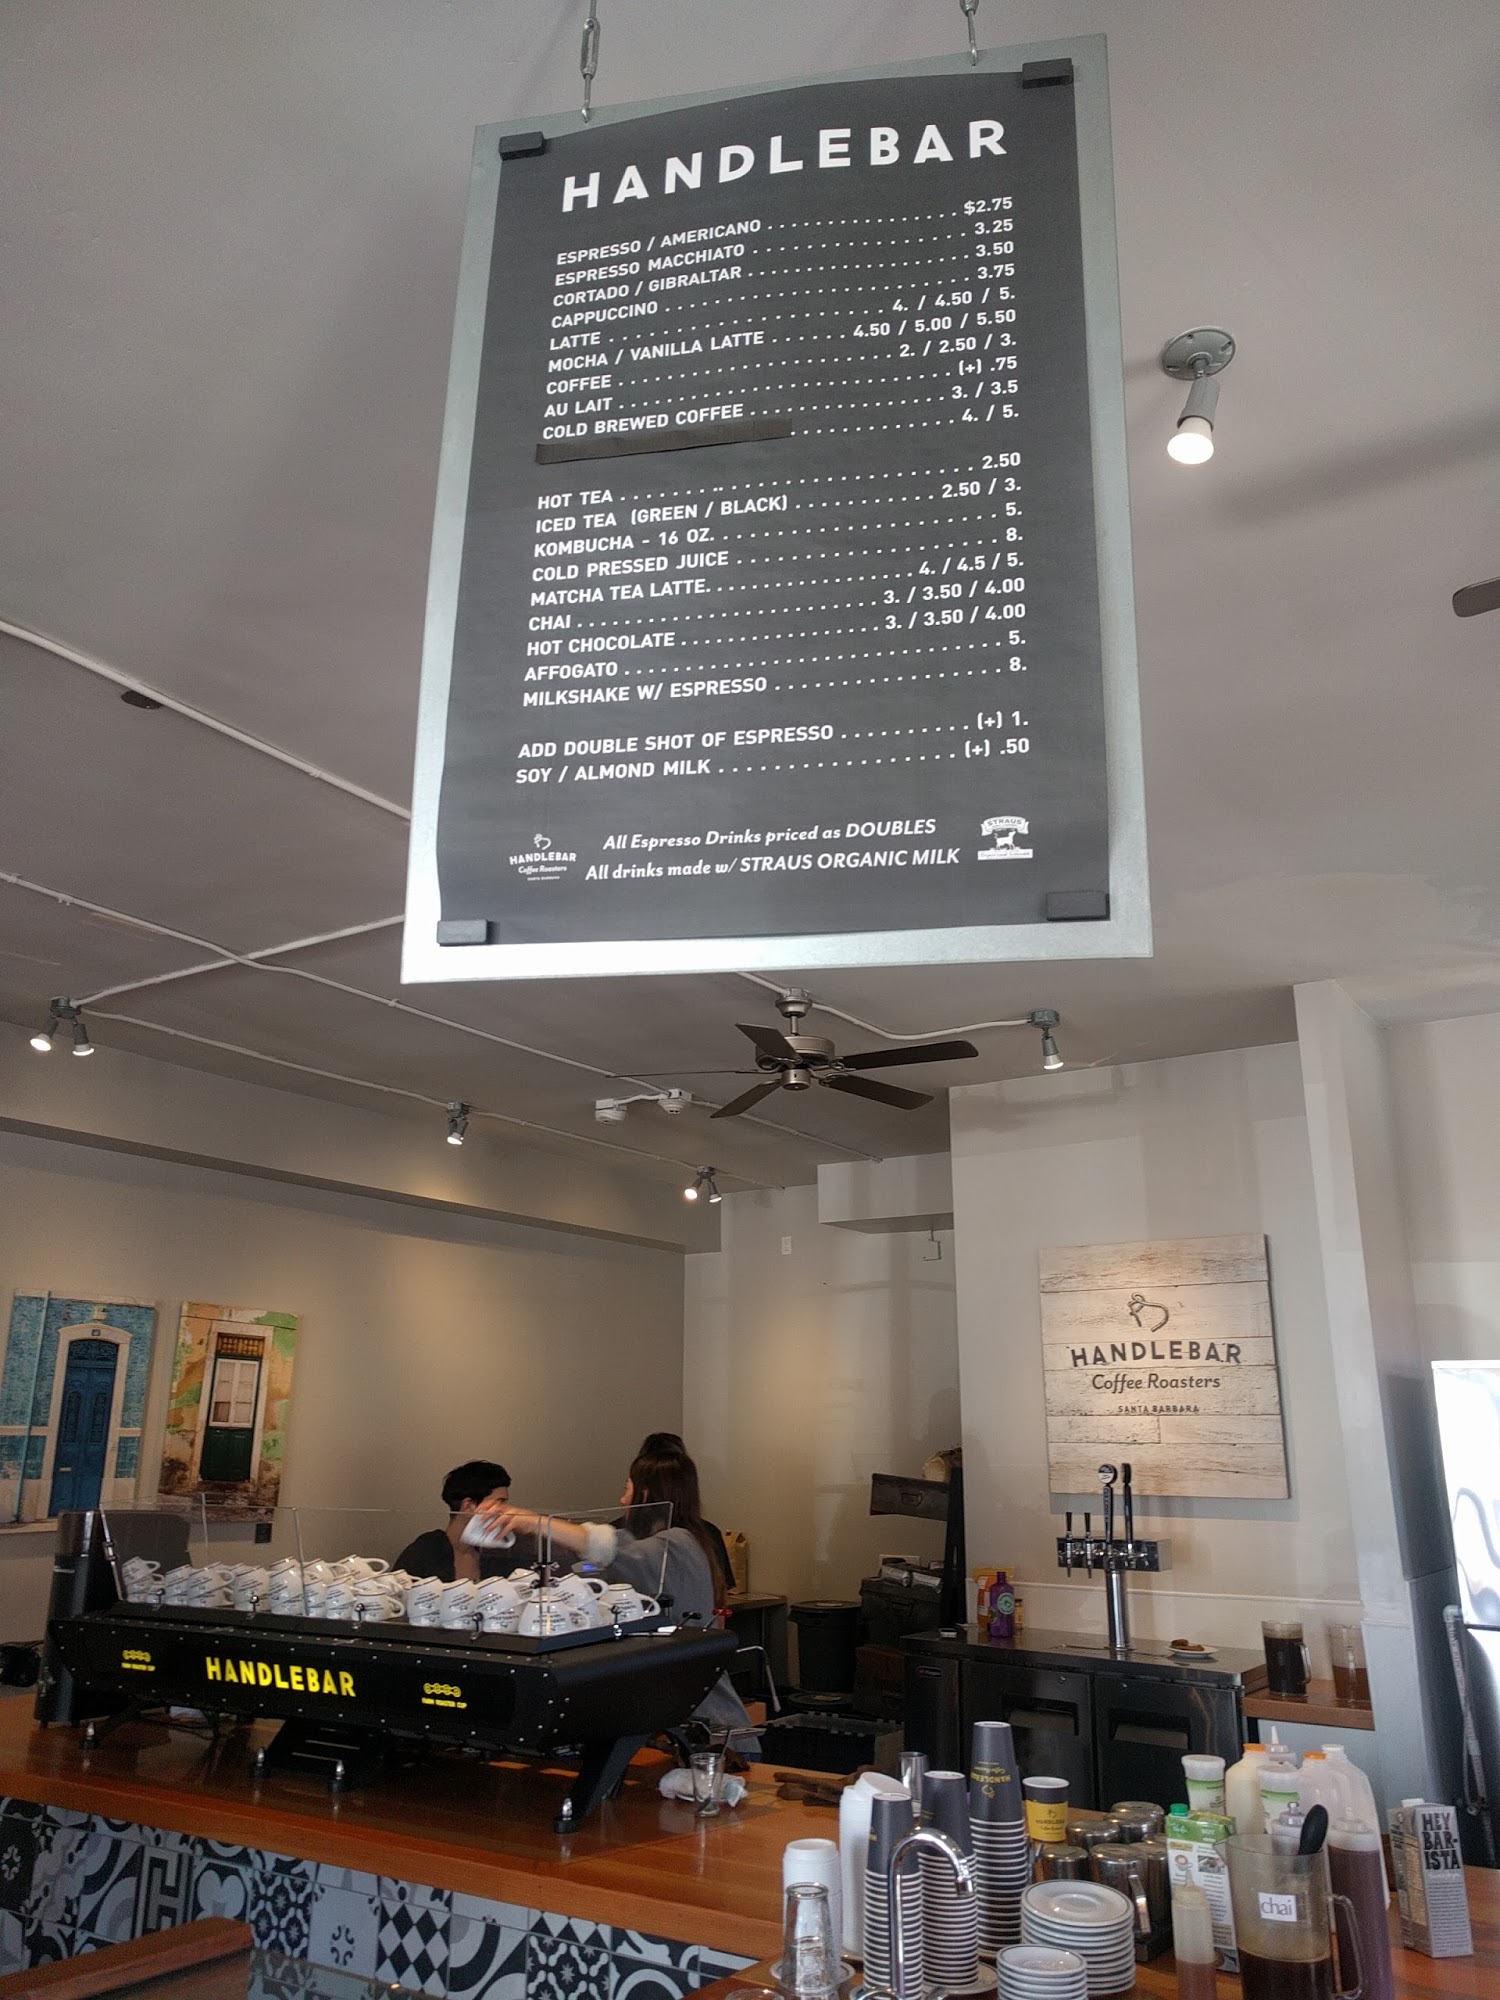 HANDLEBAR
ESPRESSO / AMERICANO . . . . . . . . . . . . . . . . $2.75
ESPRESSO MACCHIATO . . . . . . . . . . . . . . . . . . 3.25
CORTADO / GIBRALTAR . . . . . . . . . . . . . . . . . . 3.50
CAPPUCCINO . . . . . . . . . . . . . . . . . . . . . . . . . 3.75
LATTE . . . . . . . . . . . . . . . . . . . . . 4. / 4.50 / 5.
MOCHA / VANILLA LATTE . . . . . . 4.50 / 5.00 / 5.50
COFFEE . . . . . . . . . . . . . . . . . . . . . 2. / 2.50 / 3.
AU LAIT . . . . . . . . . . . . . . . . . . . . . . . . . . (+) .75
COLD BREWED COFFEE . . . . . . . . . . . . . . . 3. / 3.5
. . . . . . . . . . . . . 4. / 5.
HOT TEA . . . . . . . . .. . . . . . . . . . . . . . . . . . . . . 2.50
ICED TEA (GREEN / BLACK) . . . . . . . . . . . 2.50 / 3.
KOMBUCHA - 16 OZ. . . . . . . . . . . . . . . . . . . . . . 5.
COLD PRESSED JUICE . . . . . . . . . . . . . . . . . . . . 8.
MATCHA TEA LATTE. . . . . . . . . . . . . . . . 4. / 4.5 / 5.
CHAI . . . . . . . . . . . . . . . . . . . . . . . 3. / 3.50 / 4.00
HOT CHOCOLATE . . . . . . . . . . . . . . . 3. / 3.50 / 4.00
AFFOGATO . . . . . . . . . . . . . . . . . . . . . . . . . . . . 5.
MILKSHAKE W/ ESPRESSO . . . . . . . . . . . . . . . . . 8.
ADD DOUBLE SHOT OF ESPRESSO . . . . . . . . . . (+) 1.
SOY / ALMOND MILK . . . . . . . . . . . . . . . . . (+) .50
All Espresso Drinks priced as DOUBLES
All drinks made w/ STRAUS ORGANIC MILK
HANDLEBAR
Coffee Roasters
SANTA BARBARA
STRAUS
HANDLEBAR
Coffee Roasters
SANTA BARBARA
HANDLEBAR
HANDLEBAR
chai
HEY
BAR-
ISTA